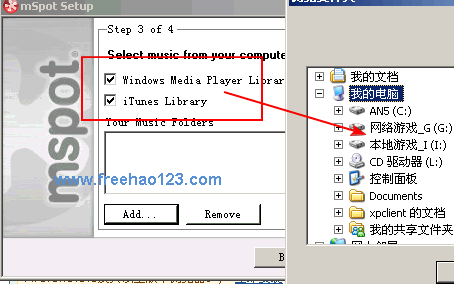 mSpot Setup
Step 3 of 4
Select music from your compute
Windows Media Player Librar
iTunes Library
Your Music Folders
Add...
Remove
B
mspot
www.freehao123.com
我的文档
我的电脑
AN5 (C:)
网络游戏_G (G:)
本地游戏_I (I:)
CD 驱动器 (L:)
控制面板
Documents
xpclient 的文档
我的共享文件夹